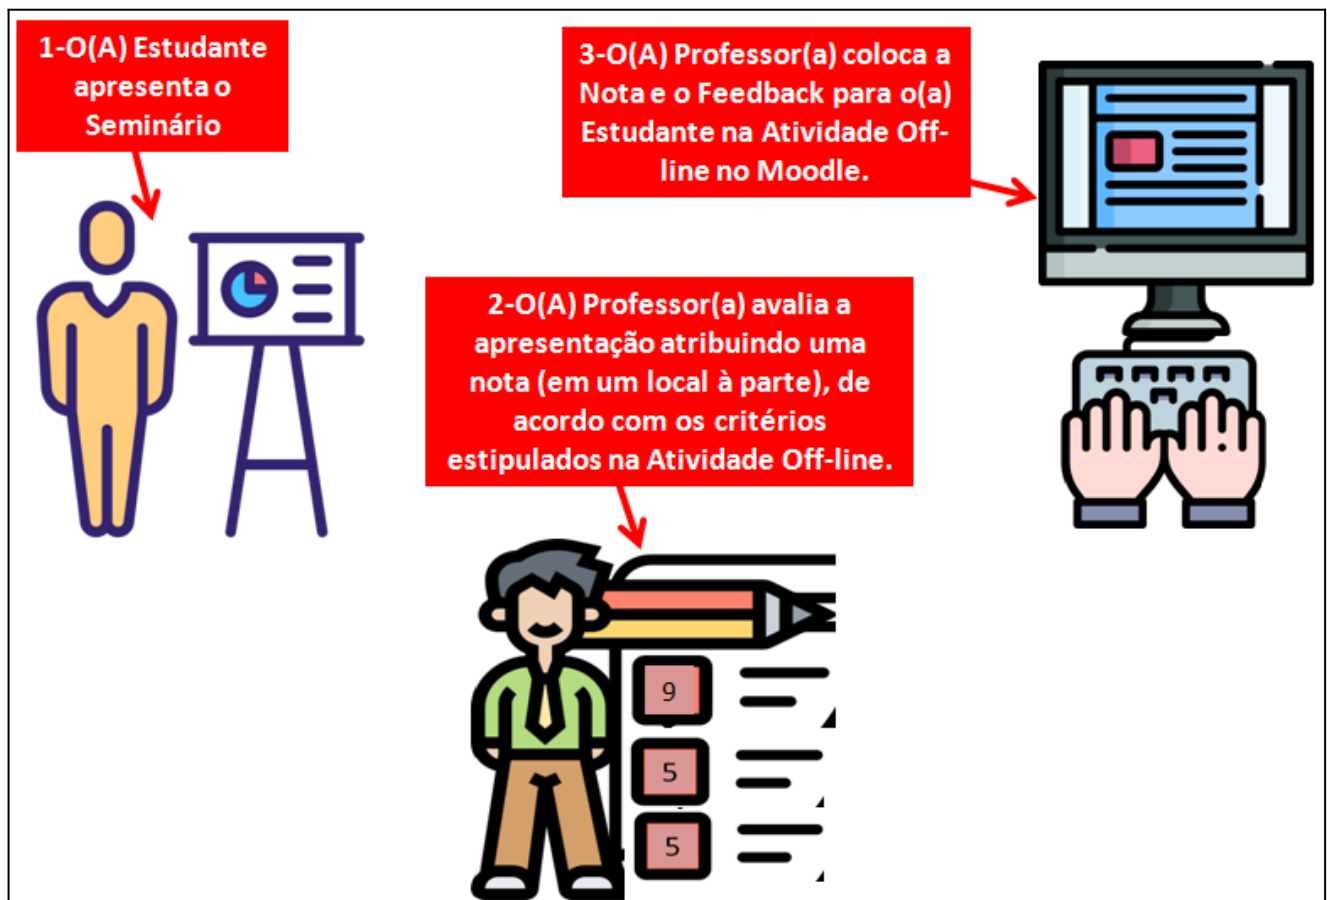 1-O(A) Estudante
apresenta o
Seminário
3-O(A) Professor(a) coloca a
Nota e o Feedback para o(a)
Estudante na Atividade Off-
line no Moodle.
2-O(A) Professor(a) avalia a
apresentação atribuindo uma
nota (em um local à parte), de
acordo com os critérios
estipulados na Atividade Off-line.
9
5
5